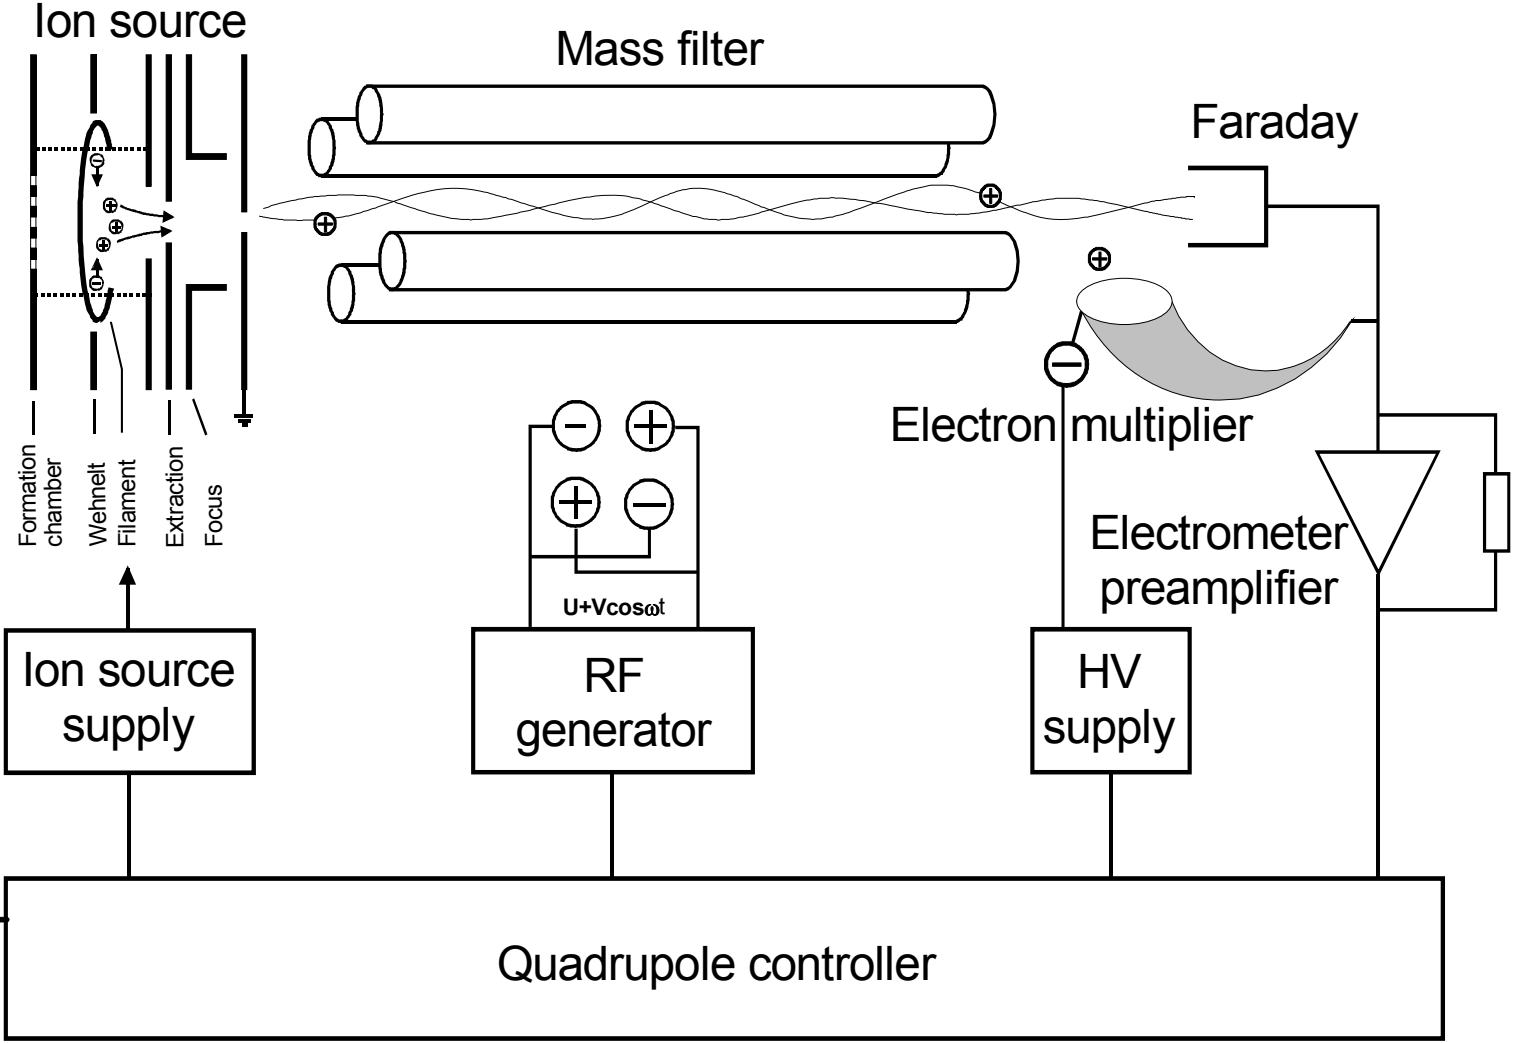 Ion source
Mass filter
Faraday
Electron multiplier
Formation
chamber
Wehnelt
Filament
Extraction
Focus
Electrometer
preamplifier
U+Vcosωt
Ion source
supply
RF
generator
HV
supply
Quadrupole controller